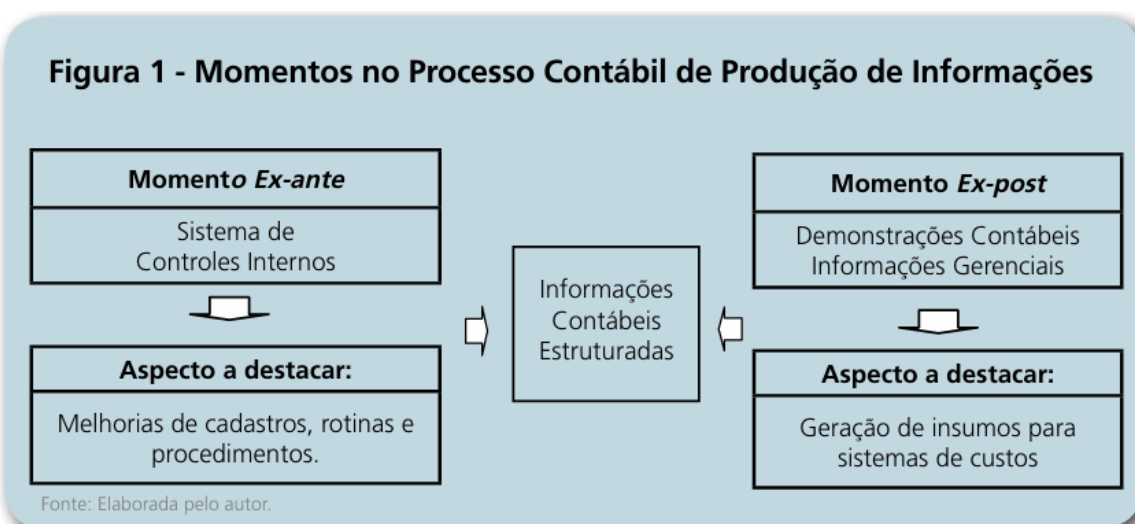 Figura 1 - Momentos no Processo Contábil de Produção de Informações
Momento Ex-ante
Sistema de
Controles Internos
Aspecto a destacar:
Melhorias de cadastros, rotinas e
procedimentos.
Informações
Contábeis
Estruturadas
Momento Ex-post
Demonstrações Contábeis
Informações Gerenciais
Aspecto a destacar:
Geração de insumos para
sistemas de custos
Fonte: Elaborada pelo autor.